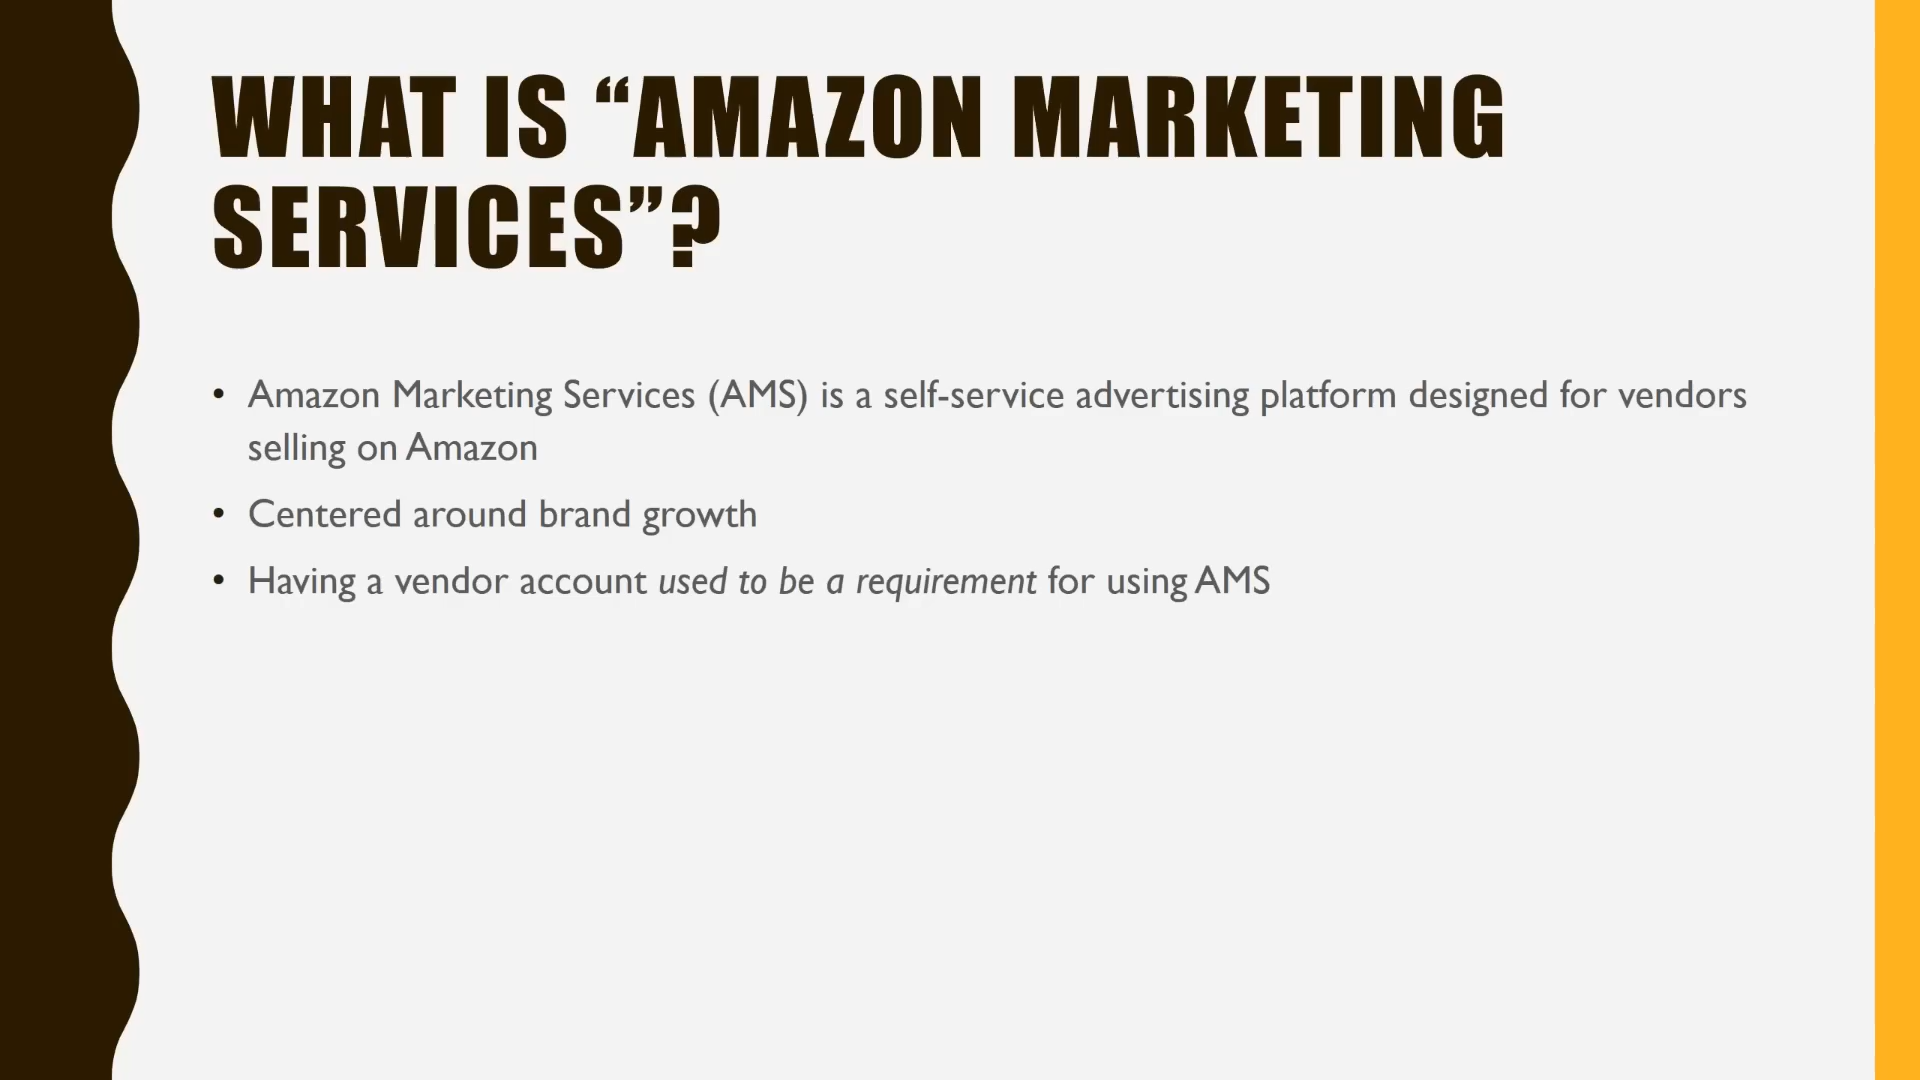 WHAT IS “AMAZON MARKETING
SERVICES”?
• Amazon Marketing Services (AMS) is a self-service advertising platform designed for vendors
selling on Amazon
• Centered around brand growth
• Having a vendor account used to be a requirement for using AMS